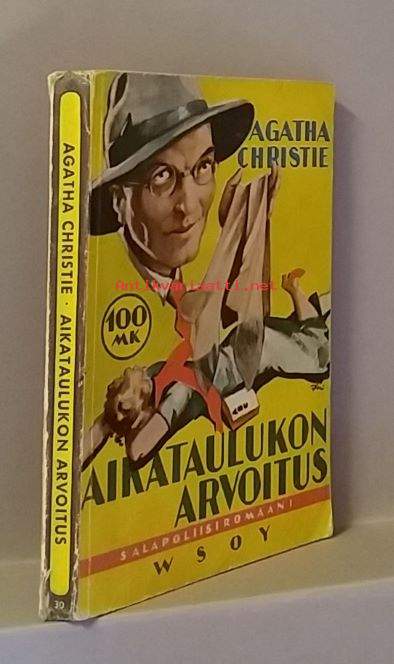 AGATHA CHRISTIE · AIKATAULUKON ARVOITUS
30
AGATHA
CHRISTIE
Antikvariaatti.net
100
MK
AIKATAULUKON
ARVOITUS
SALAPOLIISIROMAANI
WSOY